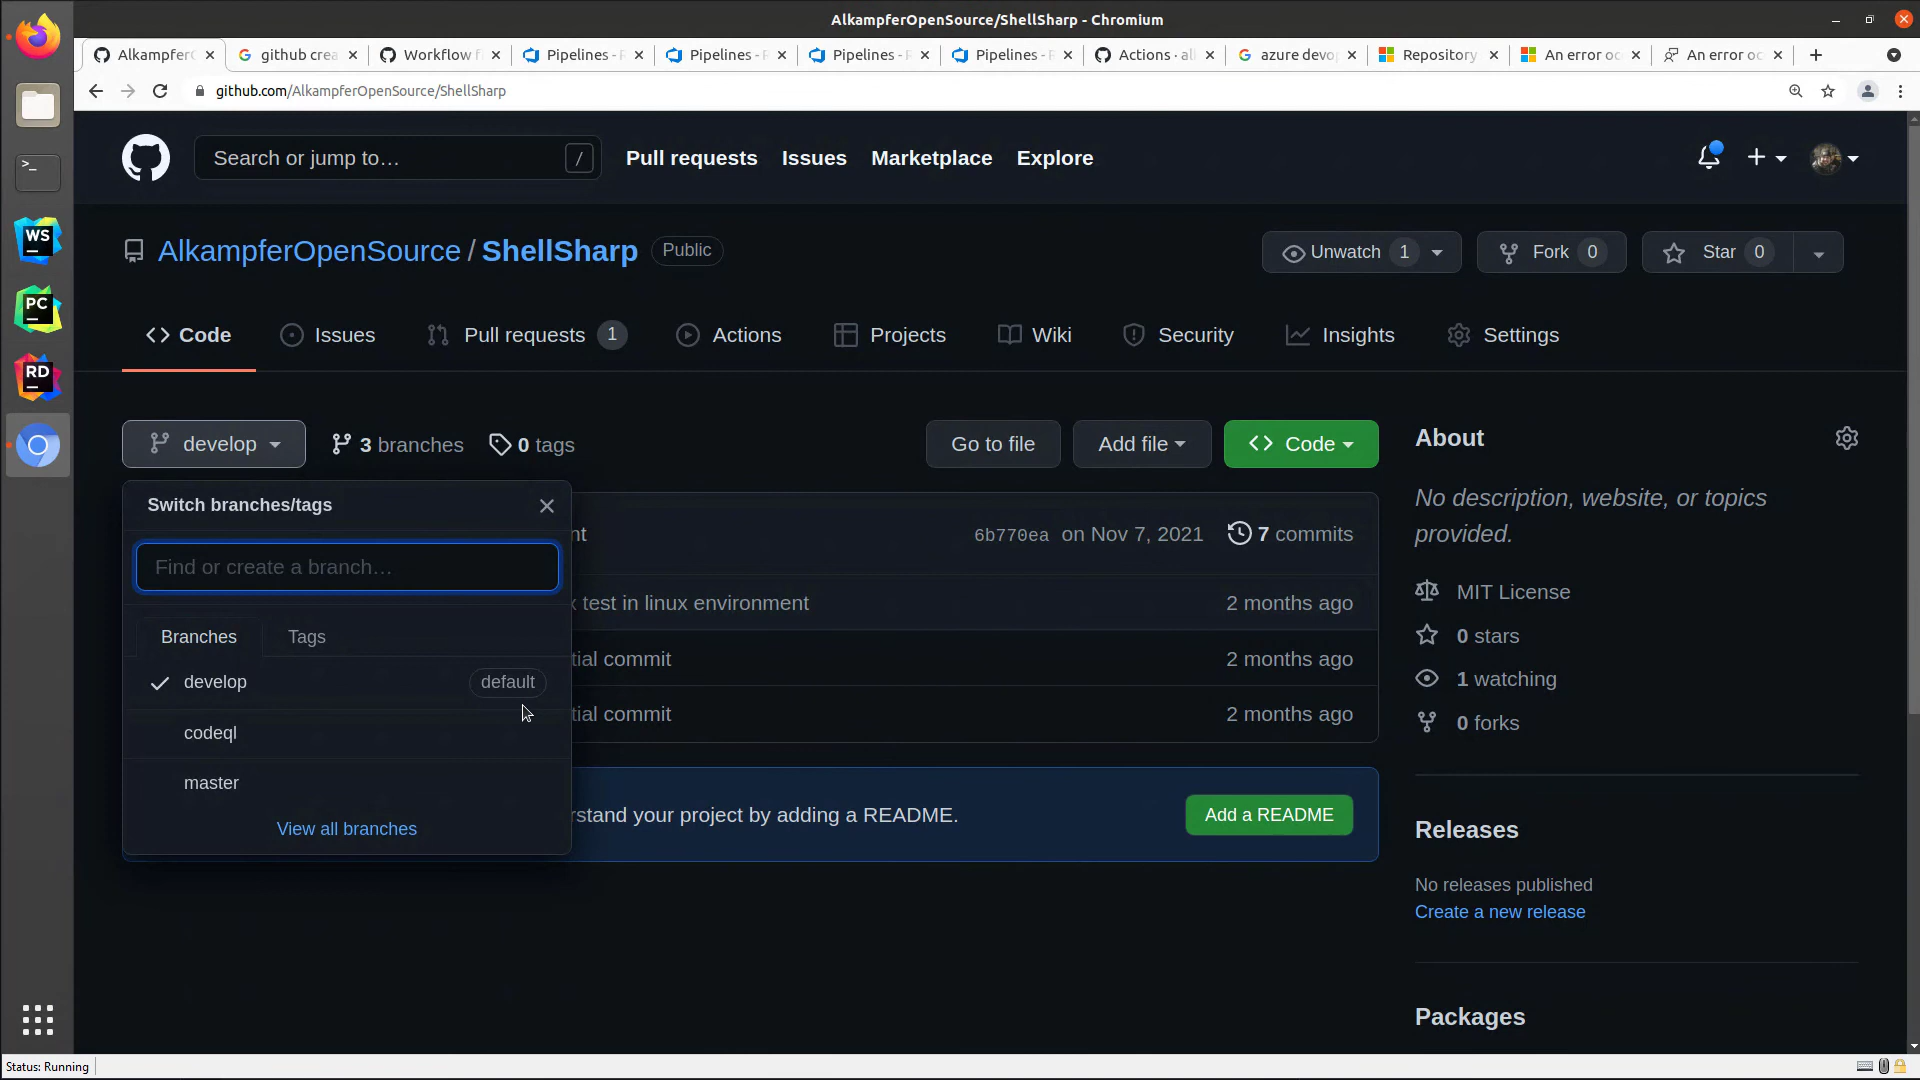 AlkampferOpenSource/ShellSharp - Chromium
AlkampferO
github crea
Workflow f
Pipelines - R
Pipelines - R
Pipelines - R
Pipelines - R
Actions · al
azure devo
Repository
An error oc
An error oc
github.com/AlkampferOpenSource/ShellSharp
Search or jump to…
/
Pull requests
Issues
Marketplace
Explore
AlkampferOpenSource / ShellSharp
Public
Unwatch 1
Fork 0
Star 0
Code
Issues
Pull requests 1
Actions
Projects
Wiki
Security
Insights
Settings
develop
3 branches
0 tags
Go to file
Add file
Code
Switch branches/tags
Find or create a branch…
Branches
Tags
develop
default
codeql
master
View all branches
nt
6b770ea on Nov 7, 2021
7 commits
x test in linux environment
2 months ago
tial commit
2 months ago
tial commit
2 months ago
rstand your project by adding a README.
Add a README
About
No description, website, or topics
provided.
MIT License
0 stars
1 watching
0 forks
Releases
No releases published
Create a new release
Packages
WS
PC
RD
>_
Status: Running